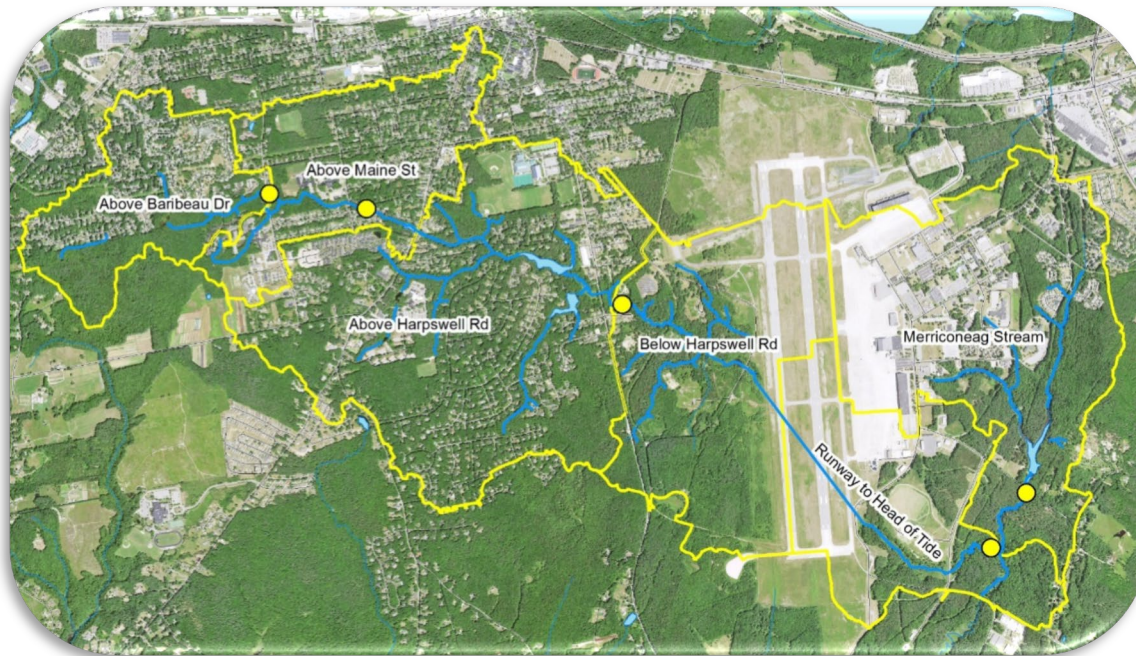 Above Maine St
Above Baribeau Dr
Above Harpswell Rd
Below Harpswell Rd
Merriconeag Stream
Runway to Head of Tide